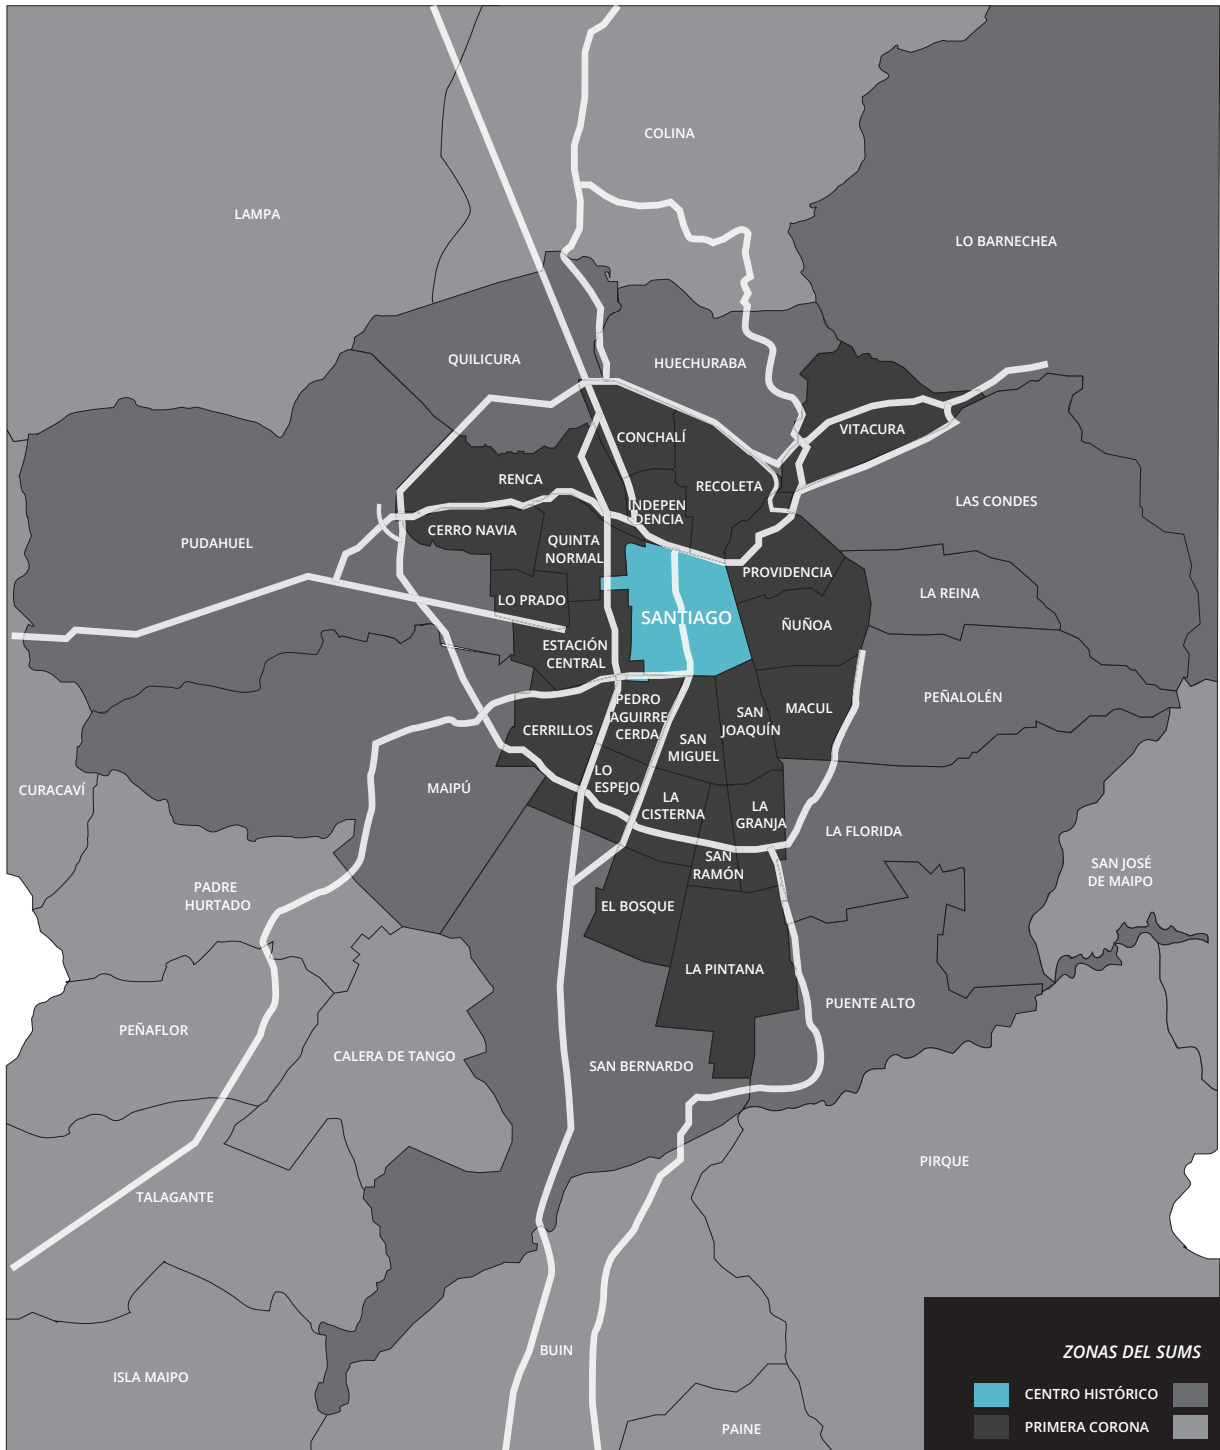 COLINA
LAMPA
LO BARNECHEA
QUILICURA
HUECHURABA
VITACURA
CONCHALÍ
RENCA
RECOLETA
LAS CONDES
INDEPEN
DENCIA
CERRO NAVIA
PUDAHUEL
QUINTA
NORMAL
PROVIDENCIA
LA REINA
LO PRADO
SANTIAGO
ÑUÑOA
ESTACIÓN
CENTRAL
PEÑALOLÉN
PEDRO
AGUIRRE
CERDA
MACUL
SAN
JOAQUÍN
CERRILLOS
SAN
MIGUEL
LO
ESPEJO
MAIPÚ
CURACAVÍ
LA
CISTERNA
LA
GRANJA
LA FLORIDA
SAN
RAMÓN
SAN JOSÉ
DE MAIPO
PADRE
HURTADO
EL BOSQUE
LA PINTANA
PUENTE ALTO
PEÑAFLOR
CALERA DE TANGO
SAN BERNARDO
PIRQUE
TALAGANTE
BUIN
ISLA MAIPO
PAINE
ZONAS DEL SUMS
CENTRO HISTÓRICO
PRIMERA CORONA